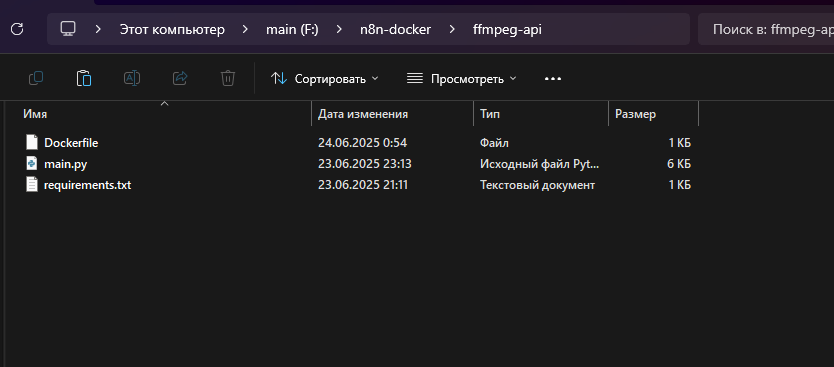 Этот компьютер > main (F:) > n8n-docker > ffmpeg-api Поиск в: ffmpeg-ap
Сортировать Просмотреть •••
Имя Дата изменения Тип Размер
Dockerfile 24.06.2025 0:54 Файл 1 КБ
main.py 23.06.2025 23:13 Исходный файл Pyt... 6 КБ
requirements.txt 23.06.2025 21:11 Текстовый документ 1 КБ